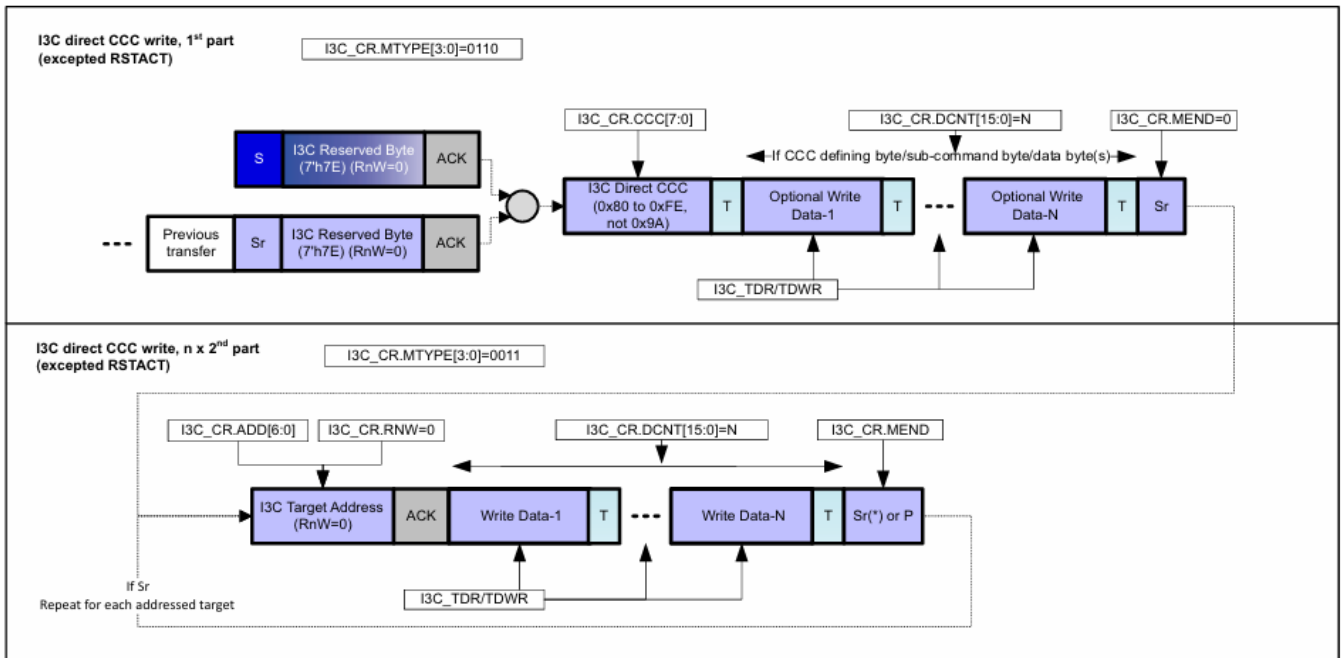 I3C direct CCC write, 1st part
(excepted RSTACT)
I3C_CR.MTYPE[3:0]=0110
I3C_CR.CCC[7:0]
I3C_CR.DCNT[15:0]=N
I3C_CR.MEND=0
If CCC defining byte/sub-command byte/data byte(s)
S
I3C Reserved Byte
(7'h7E) (RnW=0)
ACK
I3C Direct CCC
(0x80 to 0xFE,
not 0x9A)
T
Optional Write
Data-1
T
Optional Write
Data-N
T
Sr
Previous
transfer
Sr
I3C Reserved Byte
(7'h7E) (RnW=0)
ACK
I3C_TDR/TDWR
I3C direct CCC write, n x 2nd part
(excepted RSTACT)
I3C_CR.MTYPE[3:0]=0011
I3C_CR.ADD[6:0]
I3C_CR.RNW=0
I3C_CR.DCNT[15:0]=N
I3C_CR.MEND
I3C Target Address
(RnW=0)
ACK
Write Data-1
T
Write Data-N
T
Sr(*) or P
I3C_TDR/TDWR
If Sr
Repeat for each addressed target